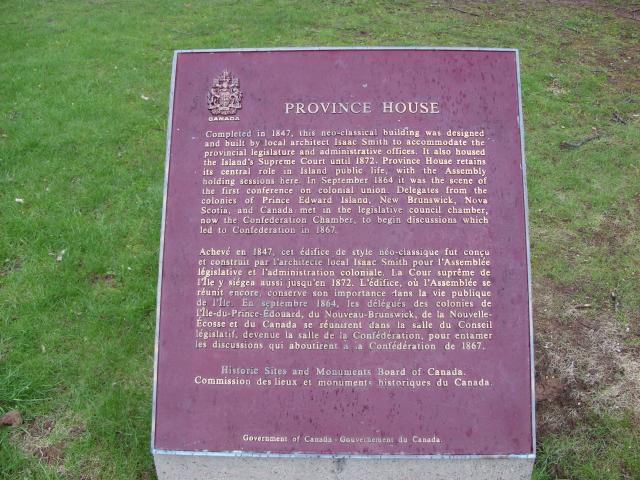 CANADA
PROVINCE HOUSE
Completed in 1847, this neo-classical building was designed
and built by local architect Isaac Smith to accommodate the
provincial legislature and administrative offices. It also housed
the Island's Supreme Court until 1872. Province House retains
its central role in Island public life, with the Assembly
holding sessions here. In September 1864 it was the scene of
the first conference on colonial union. Delegates from the
colonies of Prince Edward Island, New Brunswick, Nova
Scotia, and Canada met in the legislative council chamber,
now the Confederation Chamber, to begin discussions which
led to Confederation in 1867.
Achevé en 1847, cet édifice de style néo-classique fut conçu
et construit par l'architecte local Isaac Smith pour l'Assemblée
législative et l'administration coloniale. La Cour suprême de
l'Île y siégea aussi jusqu'en 1872. L'édifice, où l'Assemblée se
réunit encore, conserve son importance dans la vie publique
de l'Île. En septembre 1864, les délégués des colonies de
l'Île-du-Prince-Édouard, du Nouveau-Brunswick, de la Nouvelle-
Écosse et du Canada se réunirent dans la salle du Conseil
législatif, devenue la salle de la Confédération, pour entamer
les discussions qui aboutirent à la Confédération de 1867.
Historic Sites and Monuments Board of Canada.
Commission des lieux et monuments historiques du Canada.
Government of Canada - Gouvernement du Canada